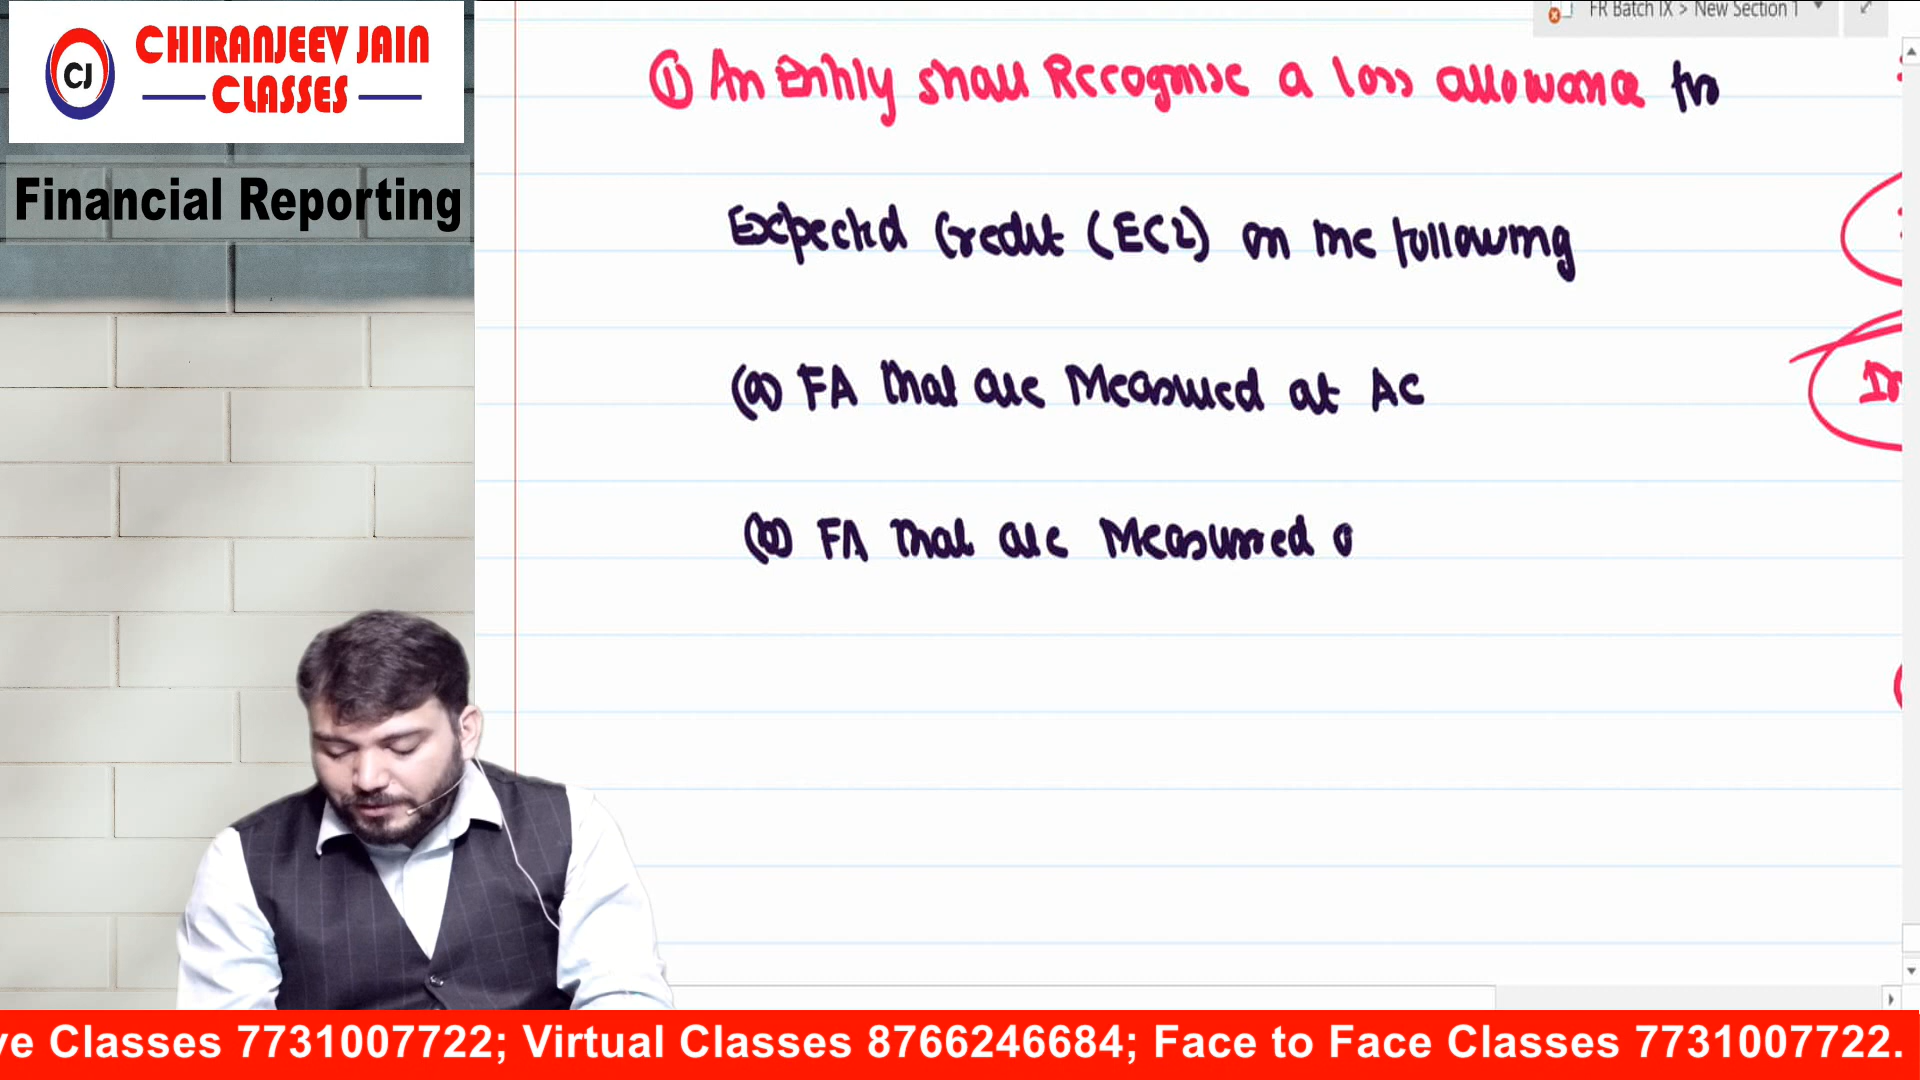 CHIRANJEEV JAIN
CLASSES
CJ
Financial Reporting
FR Batch IX > New Section 1
① An Entity shall Recognise a loss allowance for
Expected Credit (ECL) on the following
(a) FA that are Measured at AC
(b) FA that are Measured a
ve Classes 7731007722; Virtual Classes 8766246684; Face to Face Classes 7731007722.